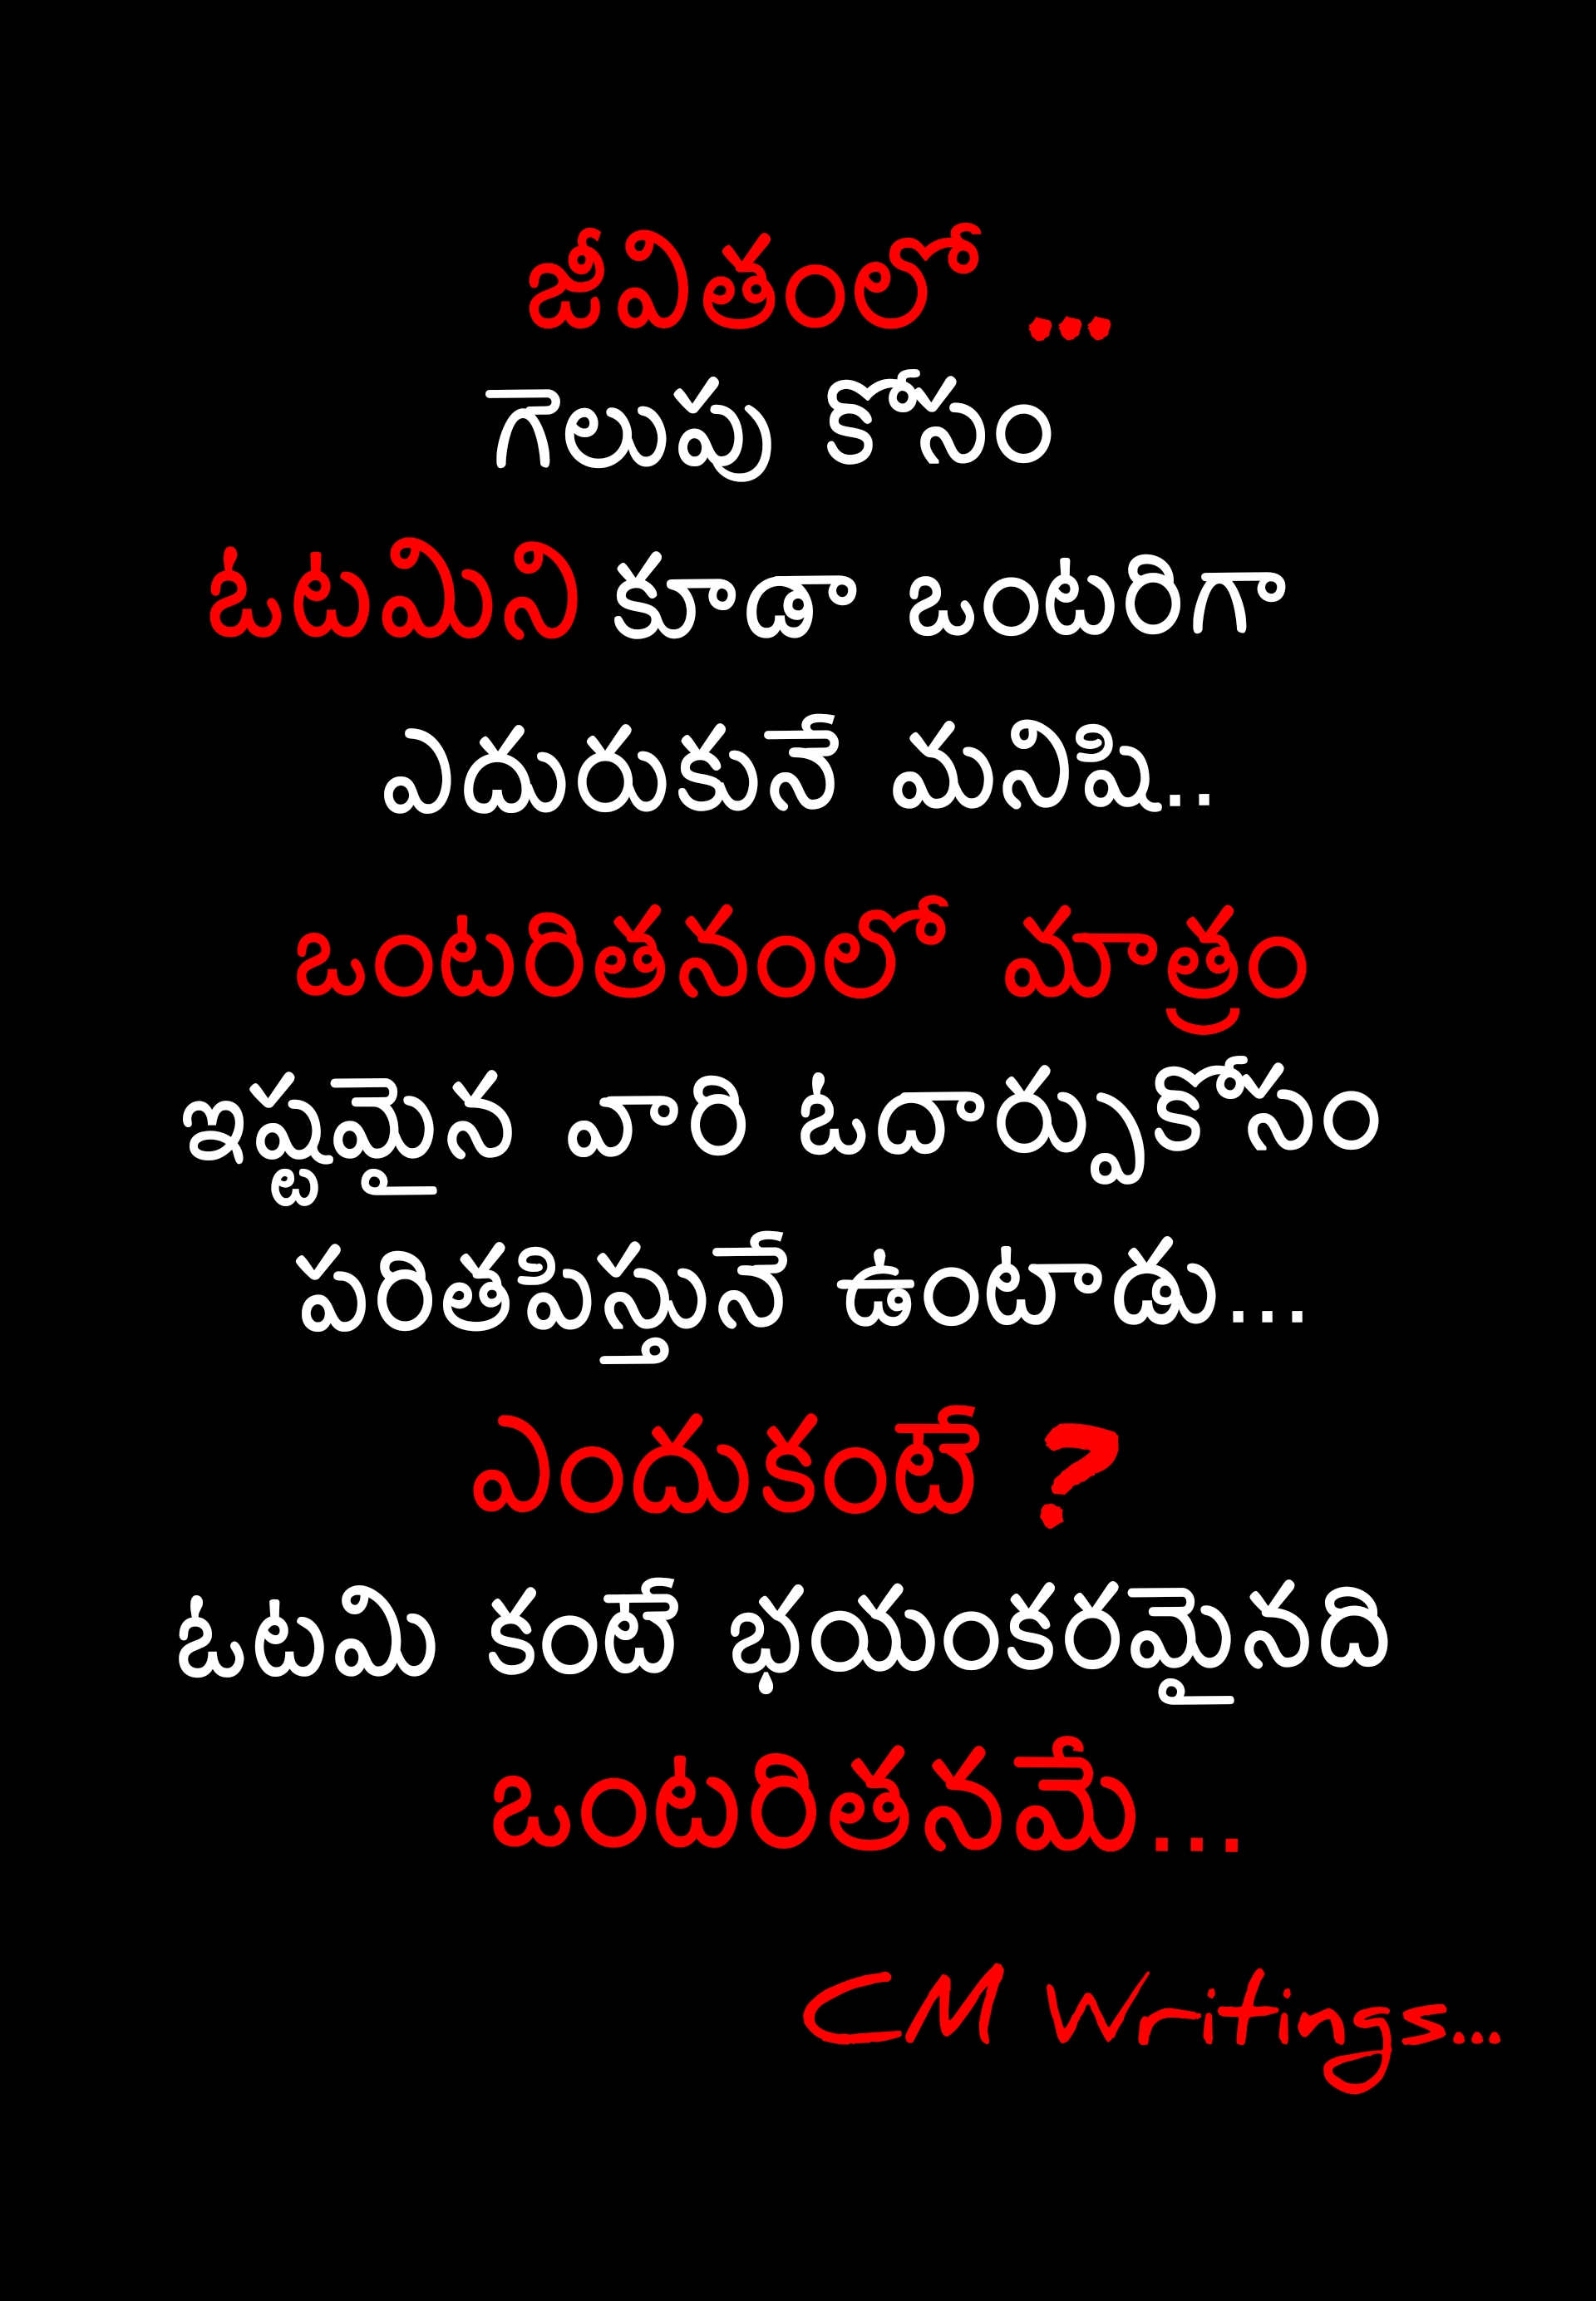 జీవితంలో ...
గెలుపు కోసం
ఓటమిని కూడా ఒంటరిగా
ఎదురుకునే మనిషి..
ఒంటరితనంలో మాత్రం
ఇష్టమైన వారి ఓదార్పుకోసం
పరితపిస్తునే ఉంటాడు...
ఎందుకంటే ?
ఓటమి కంటే భయంకరమైనది
ఒంటరితనమే...
CM Writings...